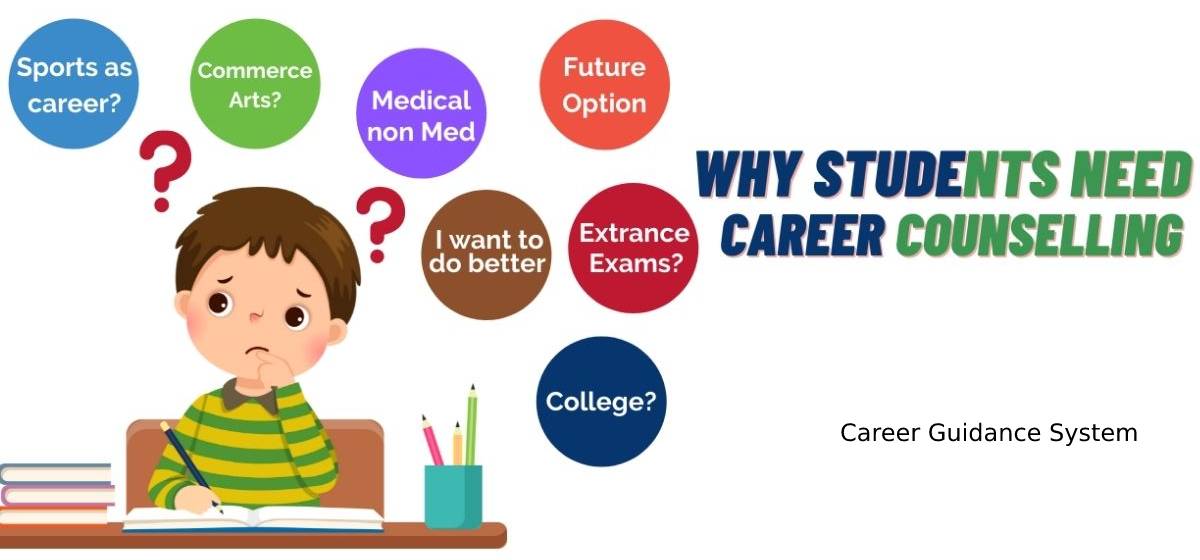 Sports as
career?
Commerce
Arts?
Medical
non Med
Future
Option
I want to
do better
Extrance
Exams?
College?
WHY STUDENTS NEED
CAREER COUNSELLING
Career Guidance System